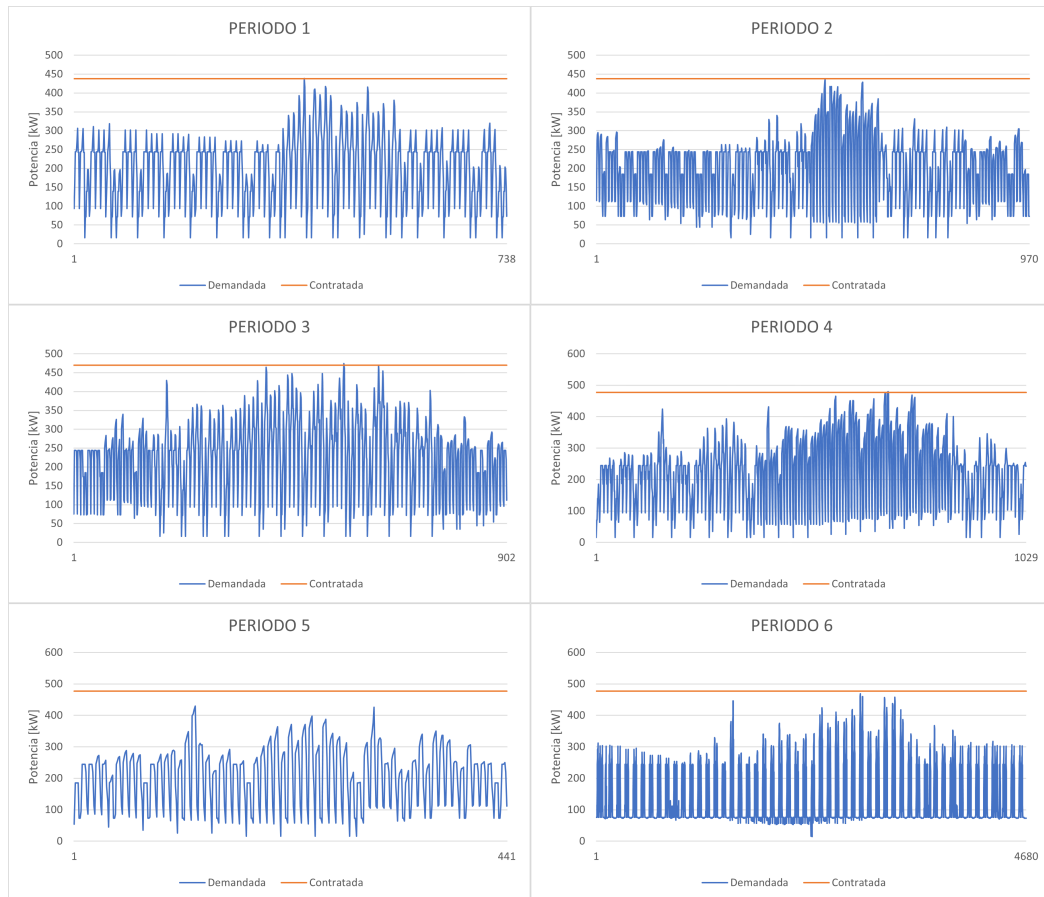 PERIODO 1
500
450
400
350
300
250
200
150
100
50
0
Potencia [kW]
1
738
Demandada
Contratada
PERIODO 2
500
450
400
350
300
250
200
150
100
50
0
Potencia [kW]
1
970
Demandada
Contratada
PERIODO 3
500
450
400
350
300
250
200
150
100
50
0
Potencia [kW]
1
902
Demandada
Contratada
PERIODO 4
600
500
400
300
200
100
0
Potencia [kW]
1
1029
Demandada
Contratada
PERIODO 5
600
500
400
300
200
100
0
Potencia [kW]
1
441
Demandada
Contratada
PERIODO 6
600
500
400
300
200
100
0
Potencia [kW]
1
4680
Demandada
Contratada